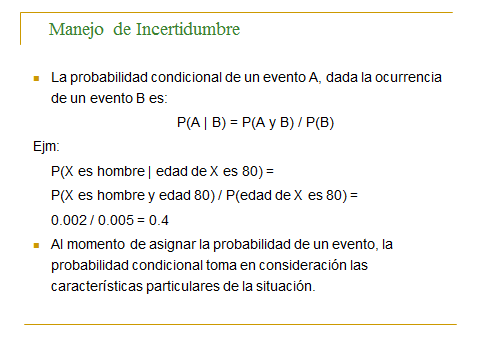 Manejo de Incertidumbre
La probabilidad condicional de un evento A, dada la ocurrencia
de un evento B es:
P(A | B) = P(A y B) / P(B)
Ejm:
P(X es hombre | edad de X es 80) =
P(X es hombre y edad 80) / P(edad de X es 80) =
0.002 / 0.005 = 0.4
Al momento de asignar la probabilidad de un evento, la
probabilidad condicional toma en consideración las
características particulares de la situación.